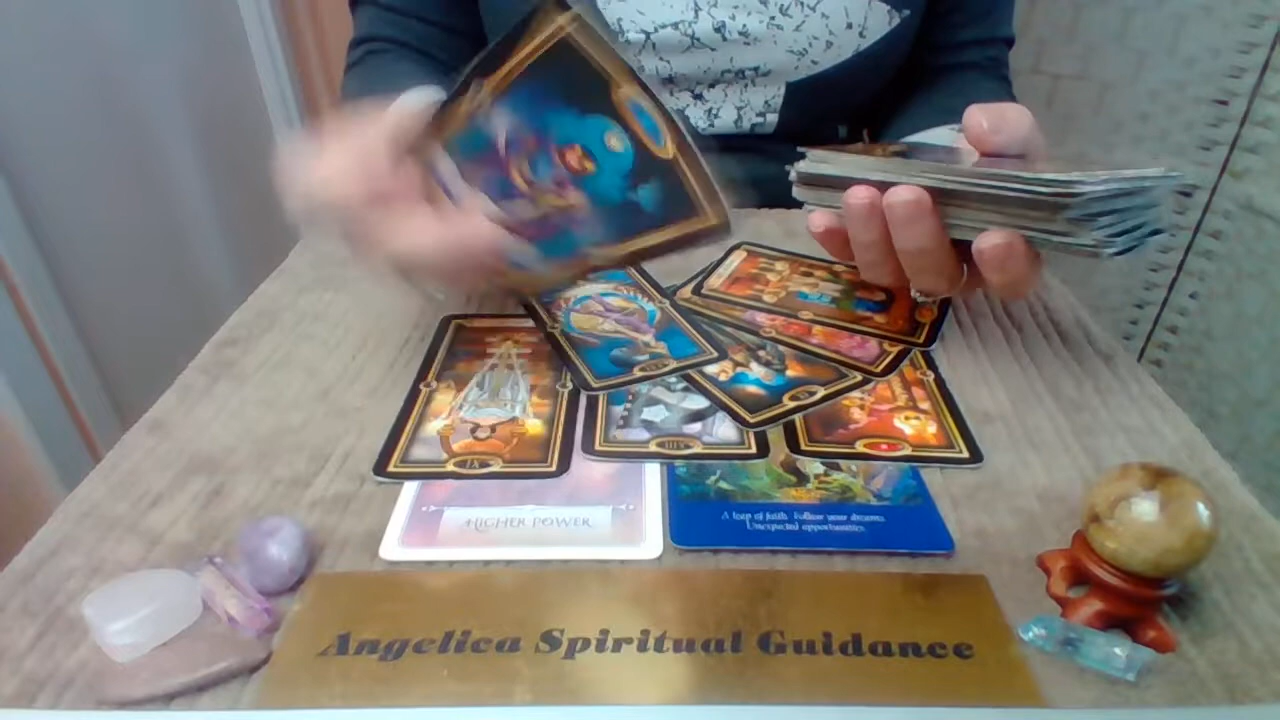 HIGHER POWER
A leap of faith. Follow your dreams.
Unexpected opportunities.
Angelica Spiritual Guidance